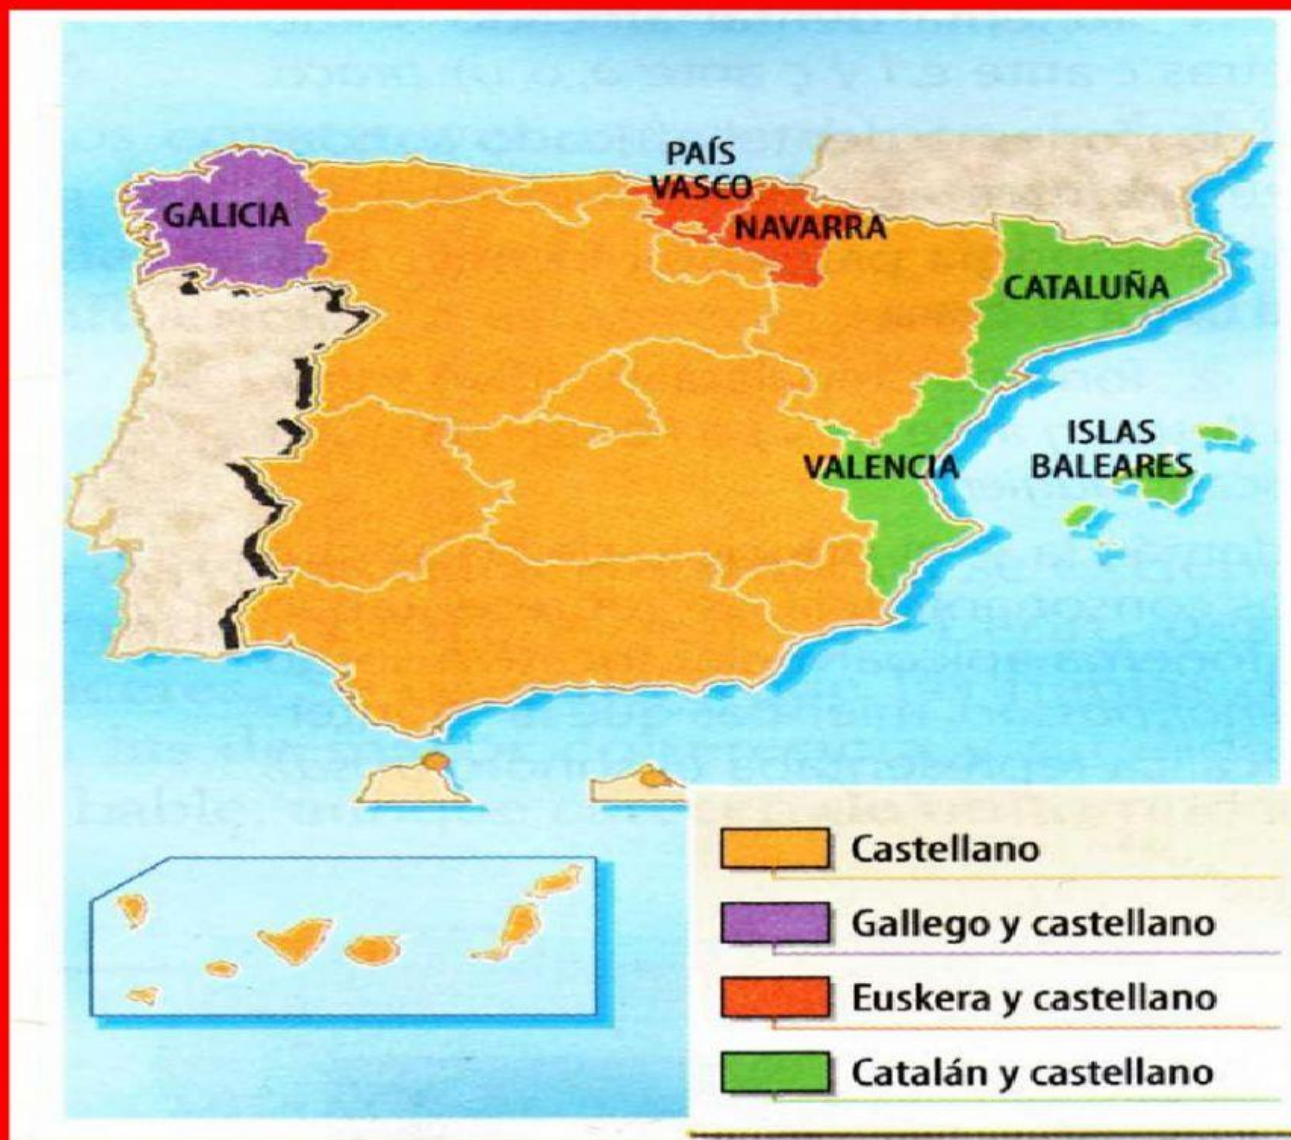 PAÍS
VASCO
GALICIA
NAVARRA
CATALUÑA
ISLAS
BALEARES
VALENCIA
Castellano
Gallego y castellano
Euskera y castellano
Catalán y castellano